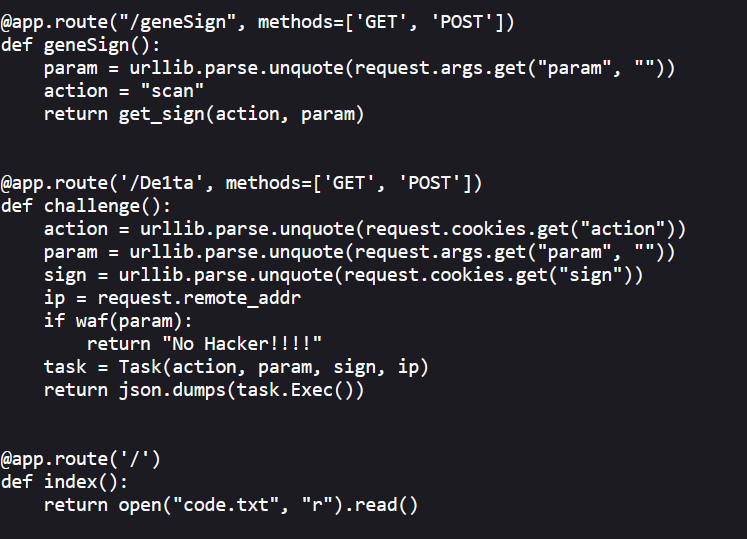 @app.route("/geneSign", methods=['GET', 'POST'])
def geneSign():
    param = urllib.parse.unquote(request.args.get("param", ""))
    action = "scan"
    return get_sign(action, param)
@app.route('/De1ta', methods=['GET', 'POST'])
def challenge():
    action = urllib.parse.unquote(request.cookies.get("action"))
    param = urllib.parse.unquote(request.args.get("param", ""))
    sign = urllib.parse.unquote(request.cookies.get("sign"))
    ip = request.remote_addr
    if waf(param):
        return "No Hacker!!!!"
    task = Task(action, param, sign, ip)
    return json.dumps(task.Exec())
@app.route('/')
def index():
    return open("code.txt", "r").read()